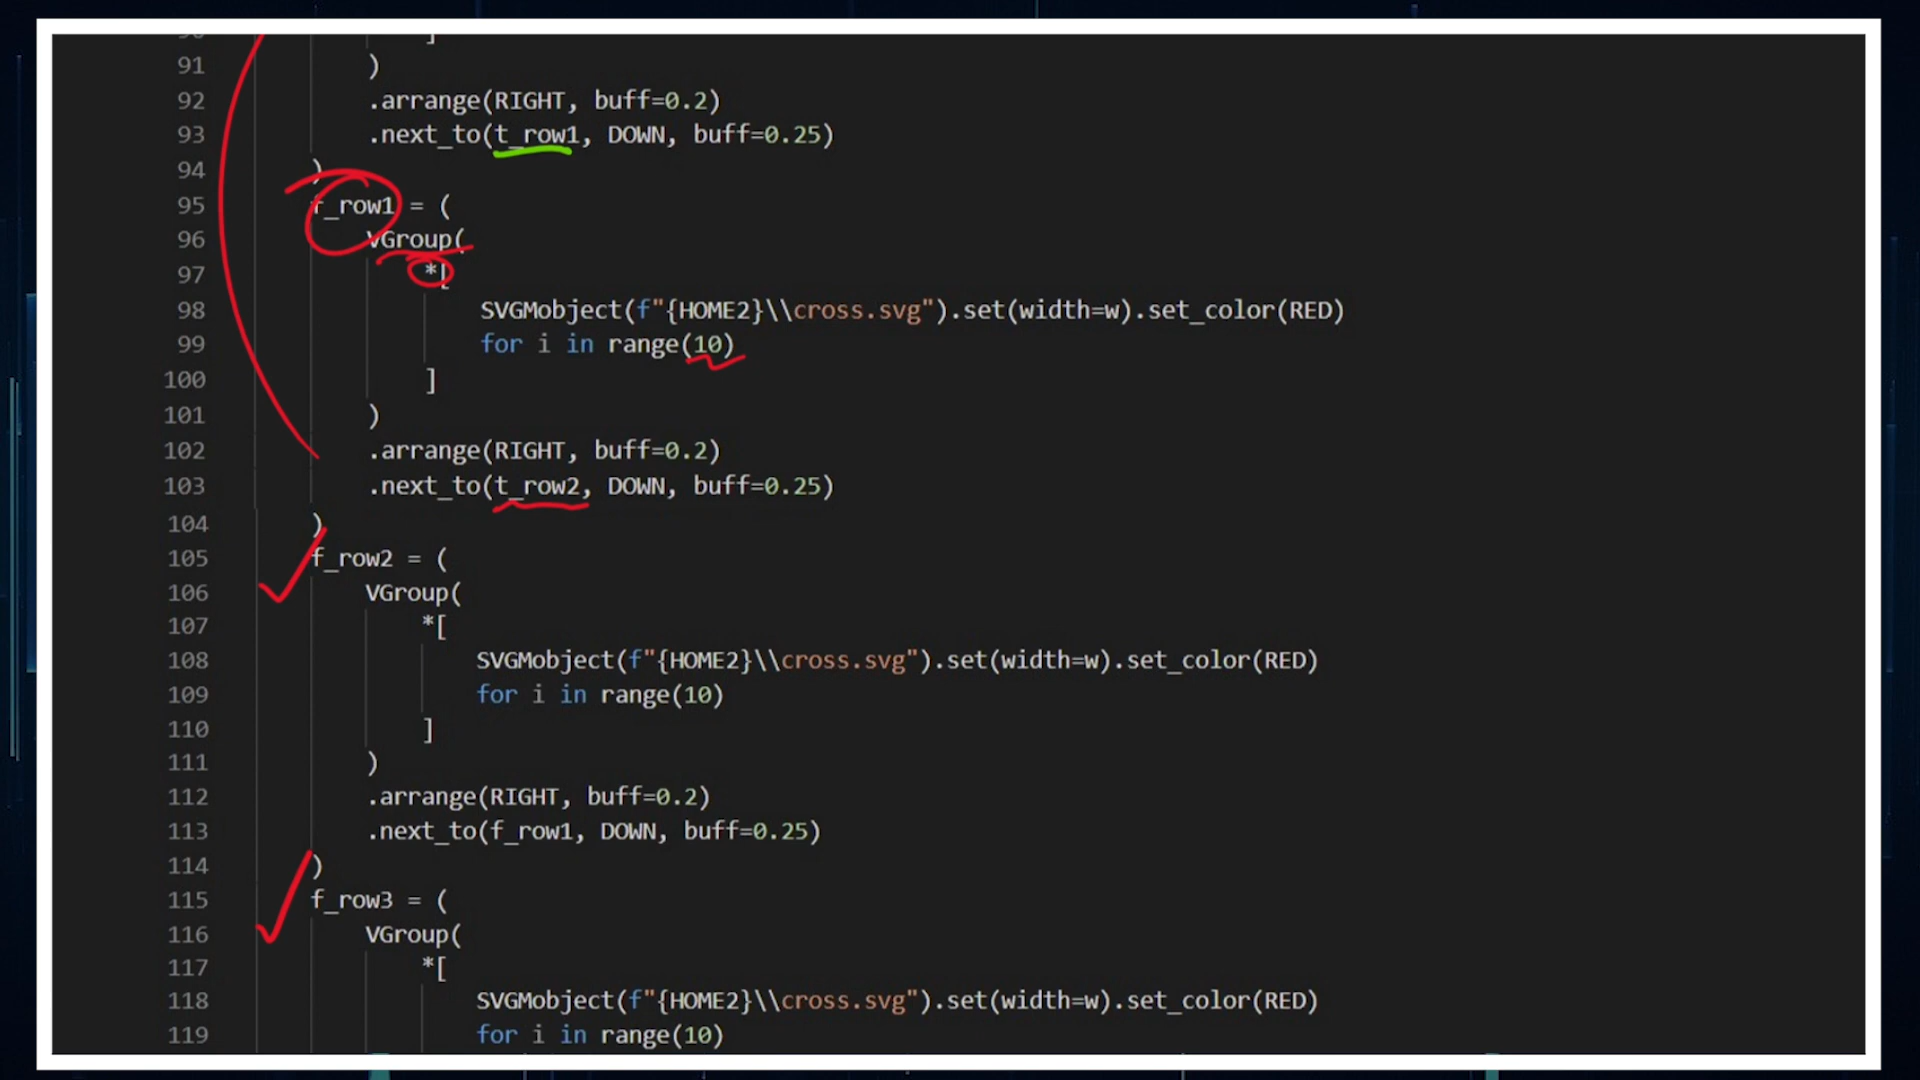 90 ]
91 )
92 .arrange(RIGHT, buff=0.2)
93 .next_to(t_row1, DOWN, buff=0.25)
94 )
95 f_row1 = (
96 VGroup(
97 *[
98 SVGMobject(f"{HOME2}\\cross.svg").set(width=w).set_color(RED)
99 for i in range(10)
100 ]
101 )
102 .arrange(RIGHT, buff=0.2)
103 .next_to(t_row2, DOWN, buff=0.25)
104 )
105 f_row2 = (
106 VGroup(
107 *[
108 SVGMobject(f"{HOME2}\\cross.svg").set(width=w).set_color(RED)
109 for i in range(10)
110 ]
111 )
112 .arrange(RIGHT, buff=0.2)
113 .next_to(f_row1, DOWN, buff=0.25)
114 )
115 f_row3 = (
116 VGroup(
117 *[
118 SVGMobject(f"{HOME2}\\cross.svg").set(width=w).set_color(RED)
119 for i in range(10)